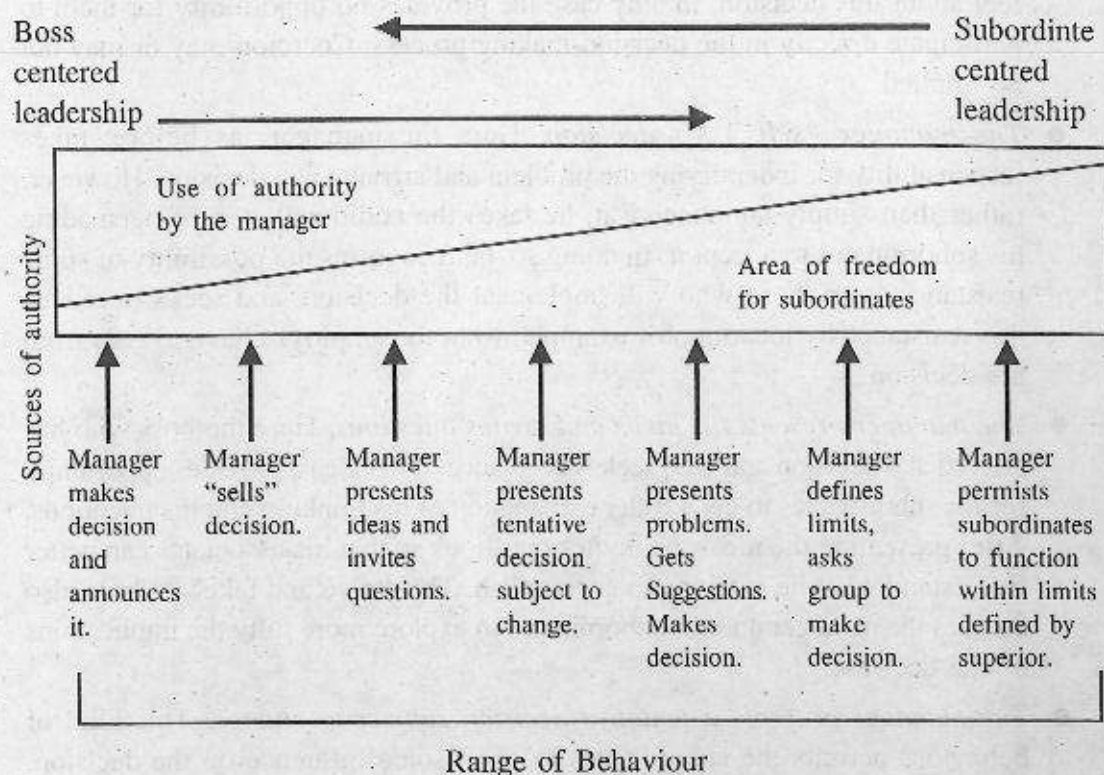 Boss
centered
leadership
Subordinte
centred
leadership
Sources of authority
Use of authority
by the manager
Area of freedom
for subordinates
Manager
makes
decision
and
announces
it.
Manager
“sells”
decision.
Manager
presents
ideas and
invites
questions.
Manager
presents
tentative
decision
subject to
change.
Manager
presents
problems.
Gets
Suggestions.
Makes
decision.
Manager
defines
limits,
asks
group to
make
decision.
Manager
permists
subordinates
to function
within limits
defined by
superior.
Range of Behaviour